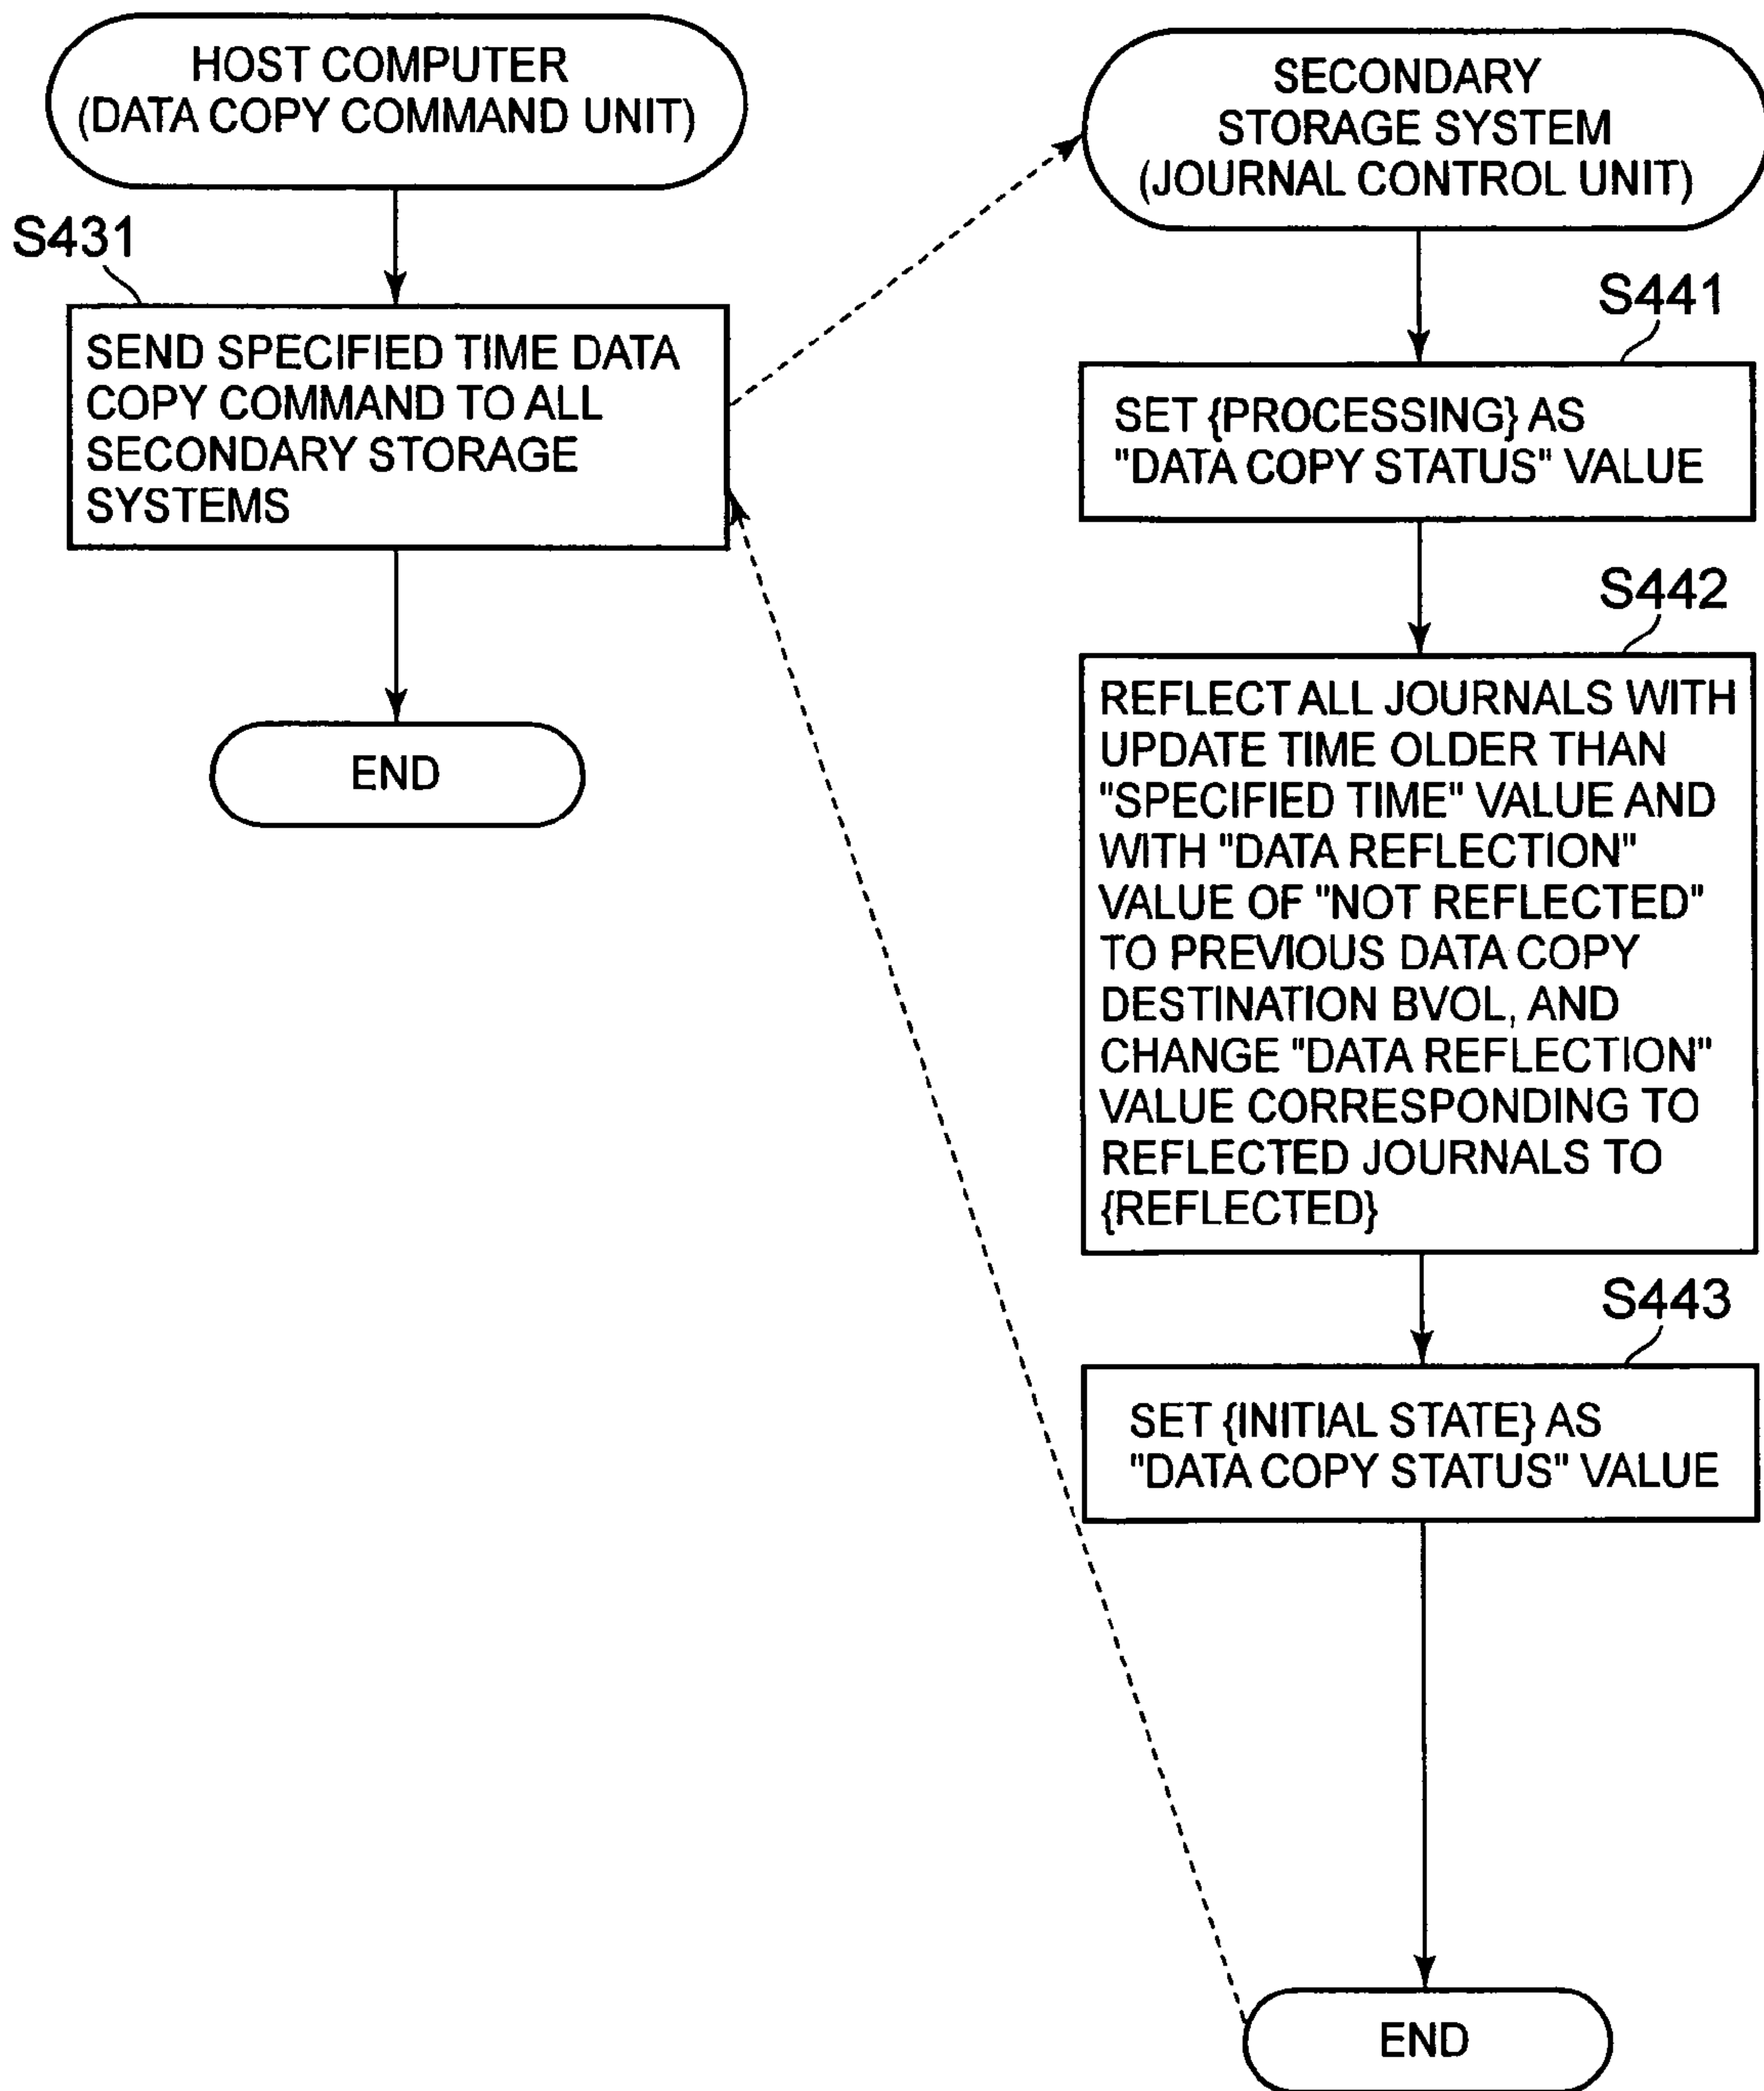 HOST COMPUTER
(DATA COPY COMMAND UNIT)
S431
SEND SPECIFIED TIME DATA
COPY COMMAND TO ALL
SECONDARY STORAGE
SYSTEMS
END
SECONDARY
STORAGE SYSTEM
(JOURNAL CONTROL UNIT)
S441
SET {PROCESSING} AS
"DATA COPY STATUS" VALUE
S442
REFLECT ALL JOURNALS WITH
UPDATE TIME OLDER THAN
"SPECIFIED TIME" VALUE AND
WITH "DATA REFLECTION"
VALUE OF "NOT REFLECTED"
TO PREVIOUS DATA COPY
DESTINATION BVOL, AND
CHANGE "DATA REFLECTION"
VALUE CORRESPONDING TO
REFLECTED JOURNALS TO
{REFLECTED}
S443
SET {INITIAL STATE} AS
"DATA COPY STATUS" VALUE
END